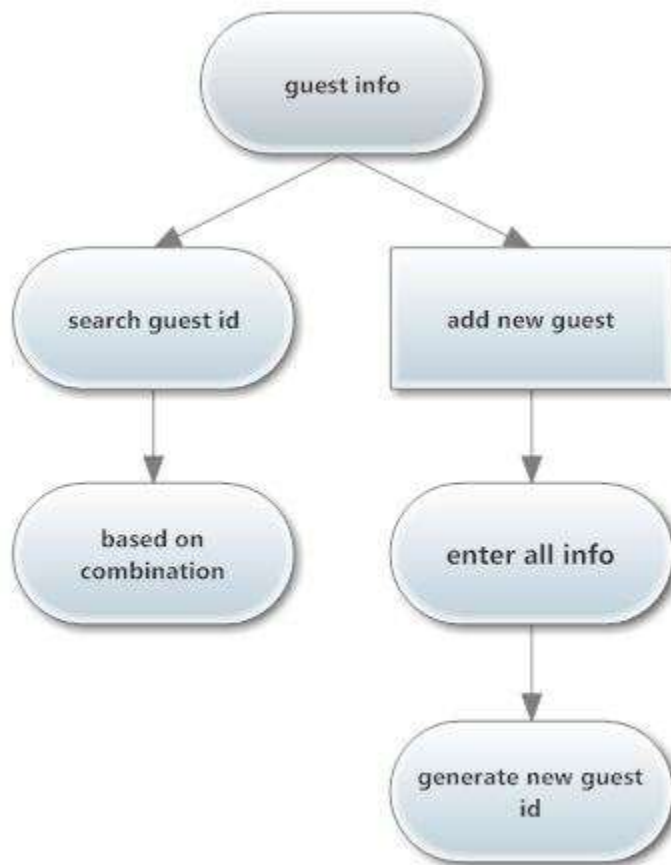 guest info
search guest id
add new guest
based on
combination
enter all info
generate new guest
id